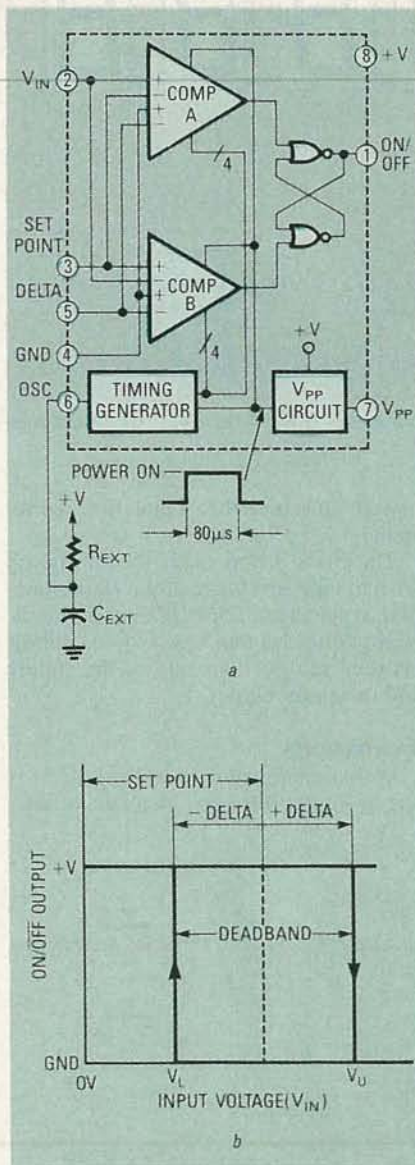 ⑧ +V
V_IN ②
+
−
+
−
COMP
A
4
① ON/
OFF
SET
POINT
③
DELTA
⑤
+
−
+
−
COMP
B
4
GND ④
+V
OSC
⑥
TIMING
GENERATOR
V_PP
CIRCUIT
⑦ V_PP
POWER ON
+V
80μs
R_EXT
C_EXT
a
SET POINT
− DELTA + DELTA
+V
ON/OFF OUTPUT
DEADBAND
GND
0V V_L V_U
INPUT VOLTAGE(V_IN)
b